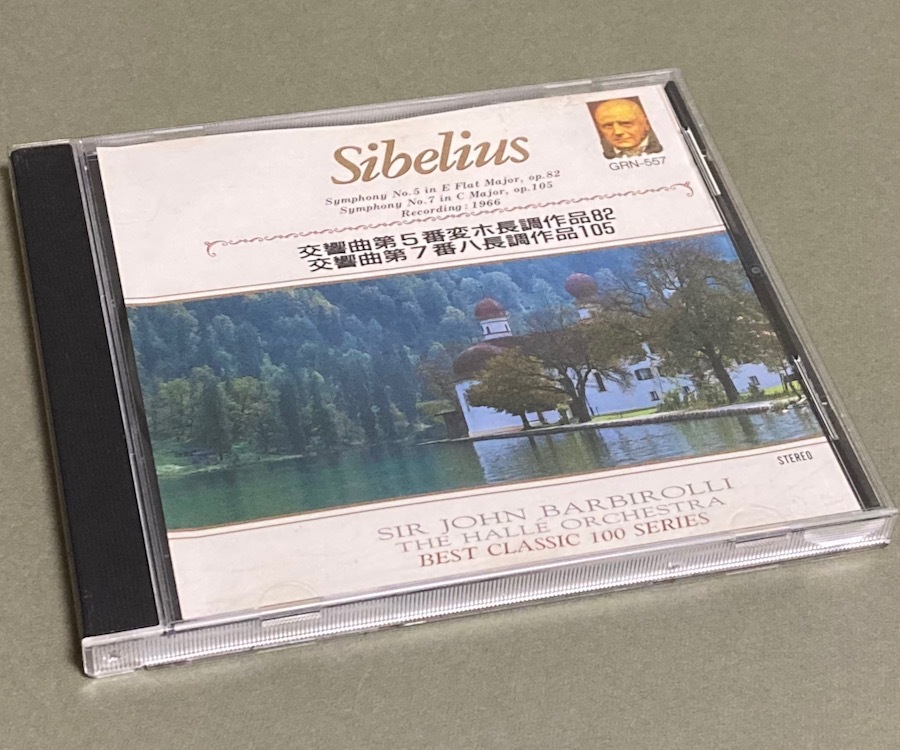 Sibelius
GRN-557
Symphony No.5 in E Flat Major, op.82
Symphony No.7 in C Major, op.105
Recording: 1966
交響曲第5番変ホ長調作品82
交響曲第7番ハ長調作品105
STEREO
SIR JOHN BARBIROLLI
THE HALLE ORCHESTRA
BEST CLASSIC 100 SERIES